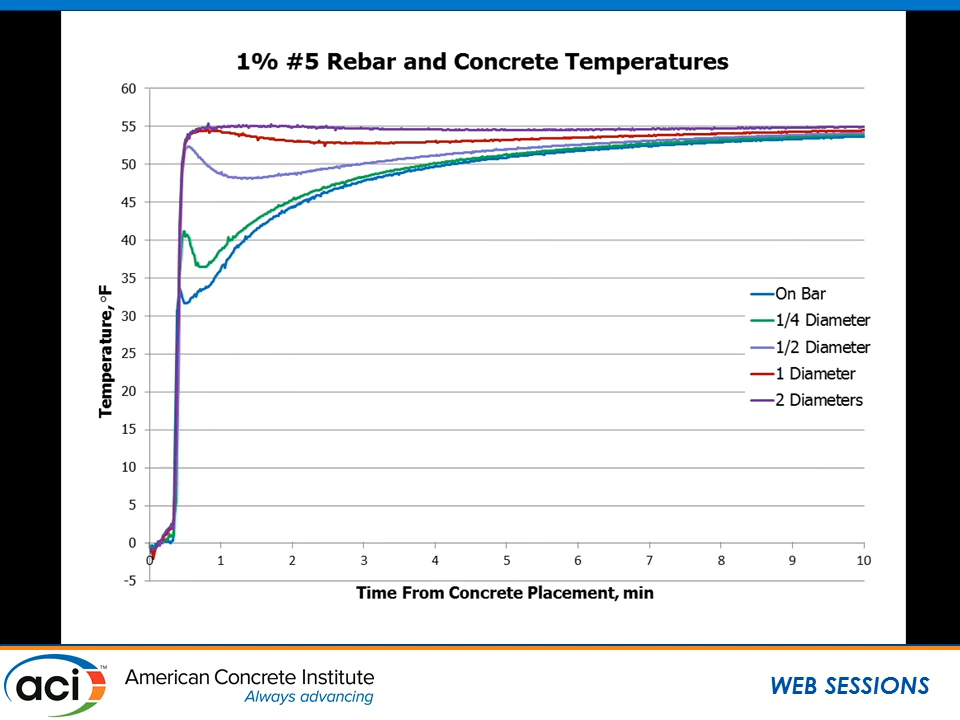 1% #5 Rebar and Concrete Temperatures
60
55
50
45
40
35
30
25
20
15
10
5
0
-5
Temperature, °F
0 1 2 3 4 5 6 7 8 9 10
Time From Concrete Placement, min
On Bar
1/4 Diameter
1/2 Diameter
1 Diameter
2 Diameters
aci™
American Concrete Institute
Always advancing
WEB SESSIONS